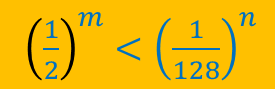 (1/2)^m < (1/128)^n